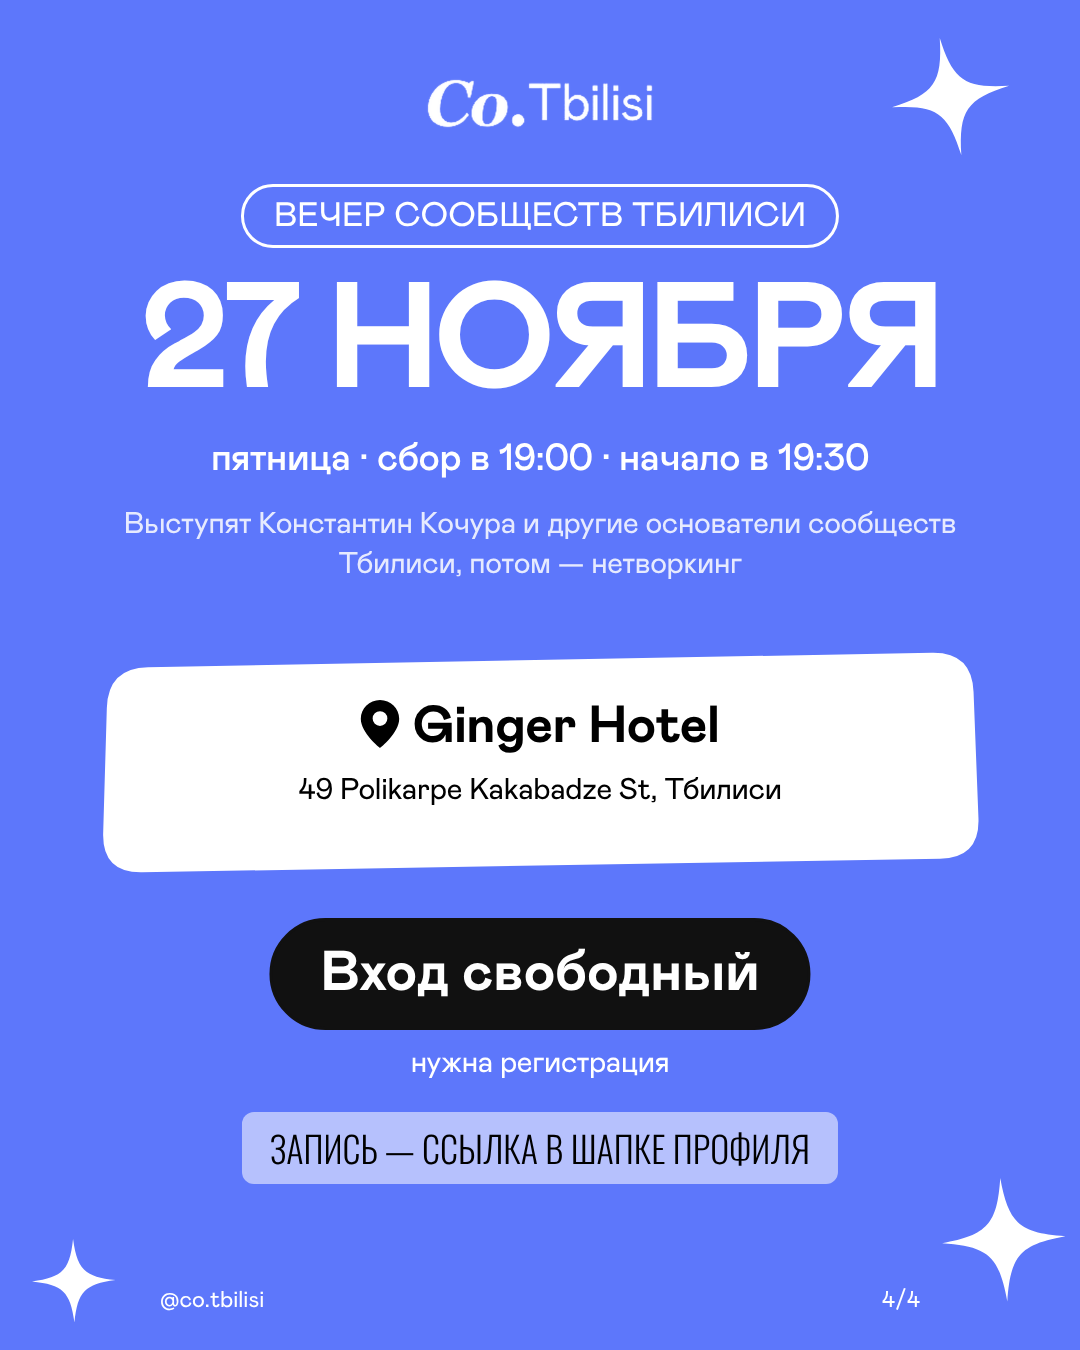 Co.Tbilisi
ВЕЧЕР СООБЩЕСТВ ТБИЛИСИ
27 НОЯБРЯ
пятница · сбор в 19:00 · начало в 19:30
Выступят Константин Кочура и другие основатели сообществ
Тбилиси, потом — нетворкинг
Ginger Hotel
49 Polikarpe Kakabadze St, Тбилиси
Вход свободный
нужна регистрация
ЗАПИСЬ — ССЫЛКА В ШАПКЕ ПРОФИЛЯ
@co.tbilisi
4/4